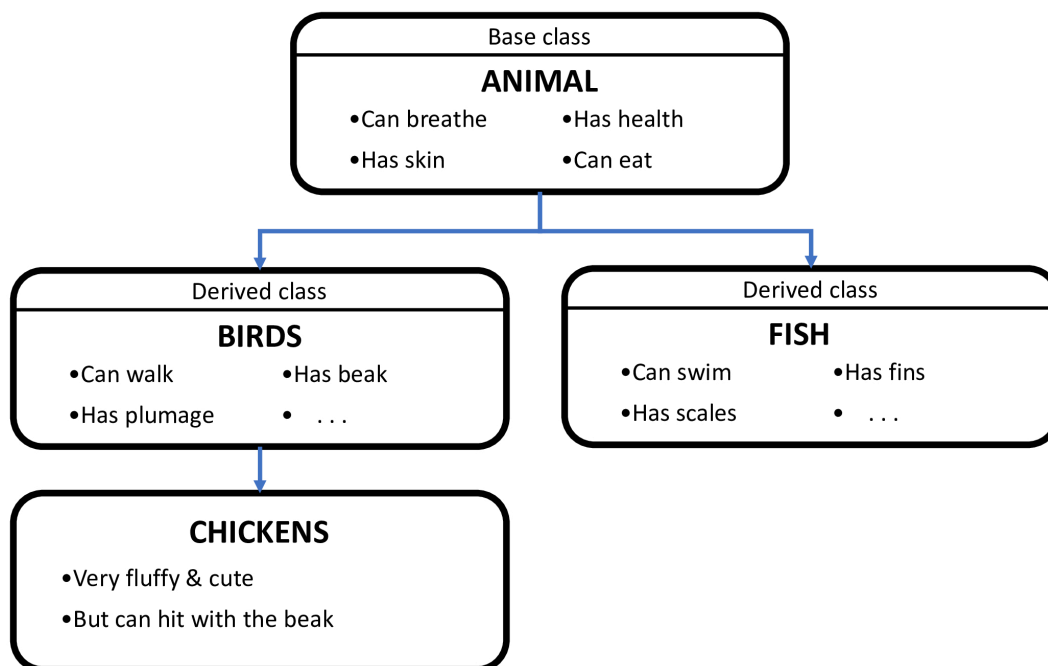 Base class
ANIMAL
•Can breathe •Has health
•Has skin •Can eat
Derived class
BIRDS
•Can walk •Has beak
•Has plumage • . . .
Derived class
FISH
•Can swim •Has fins
•Has scales • . . .
CHICKENS
•Very fluffy & cute
•But can hit with the beak